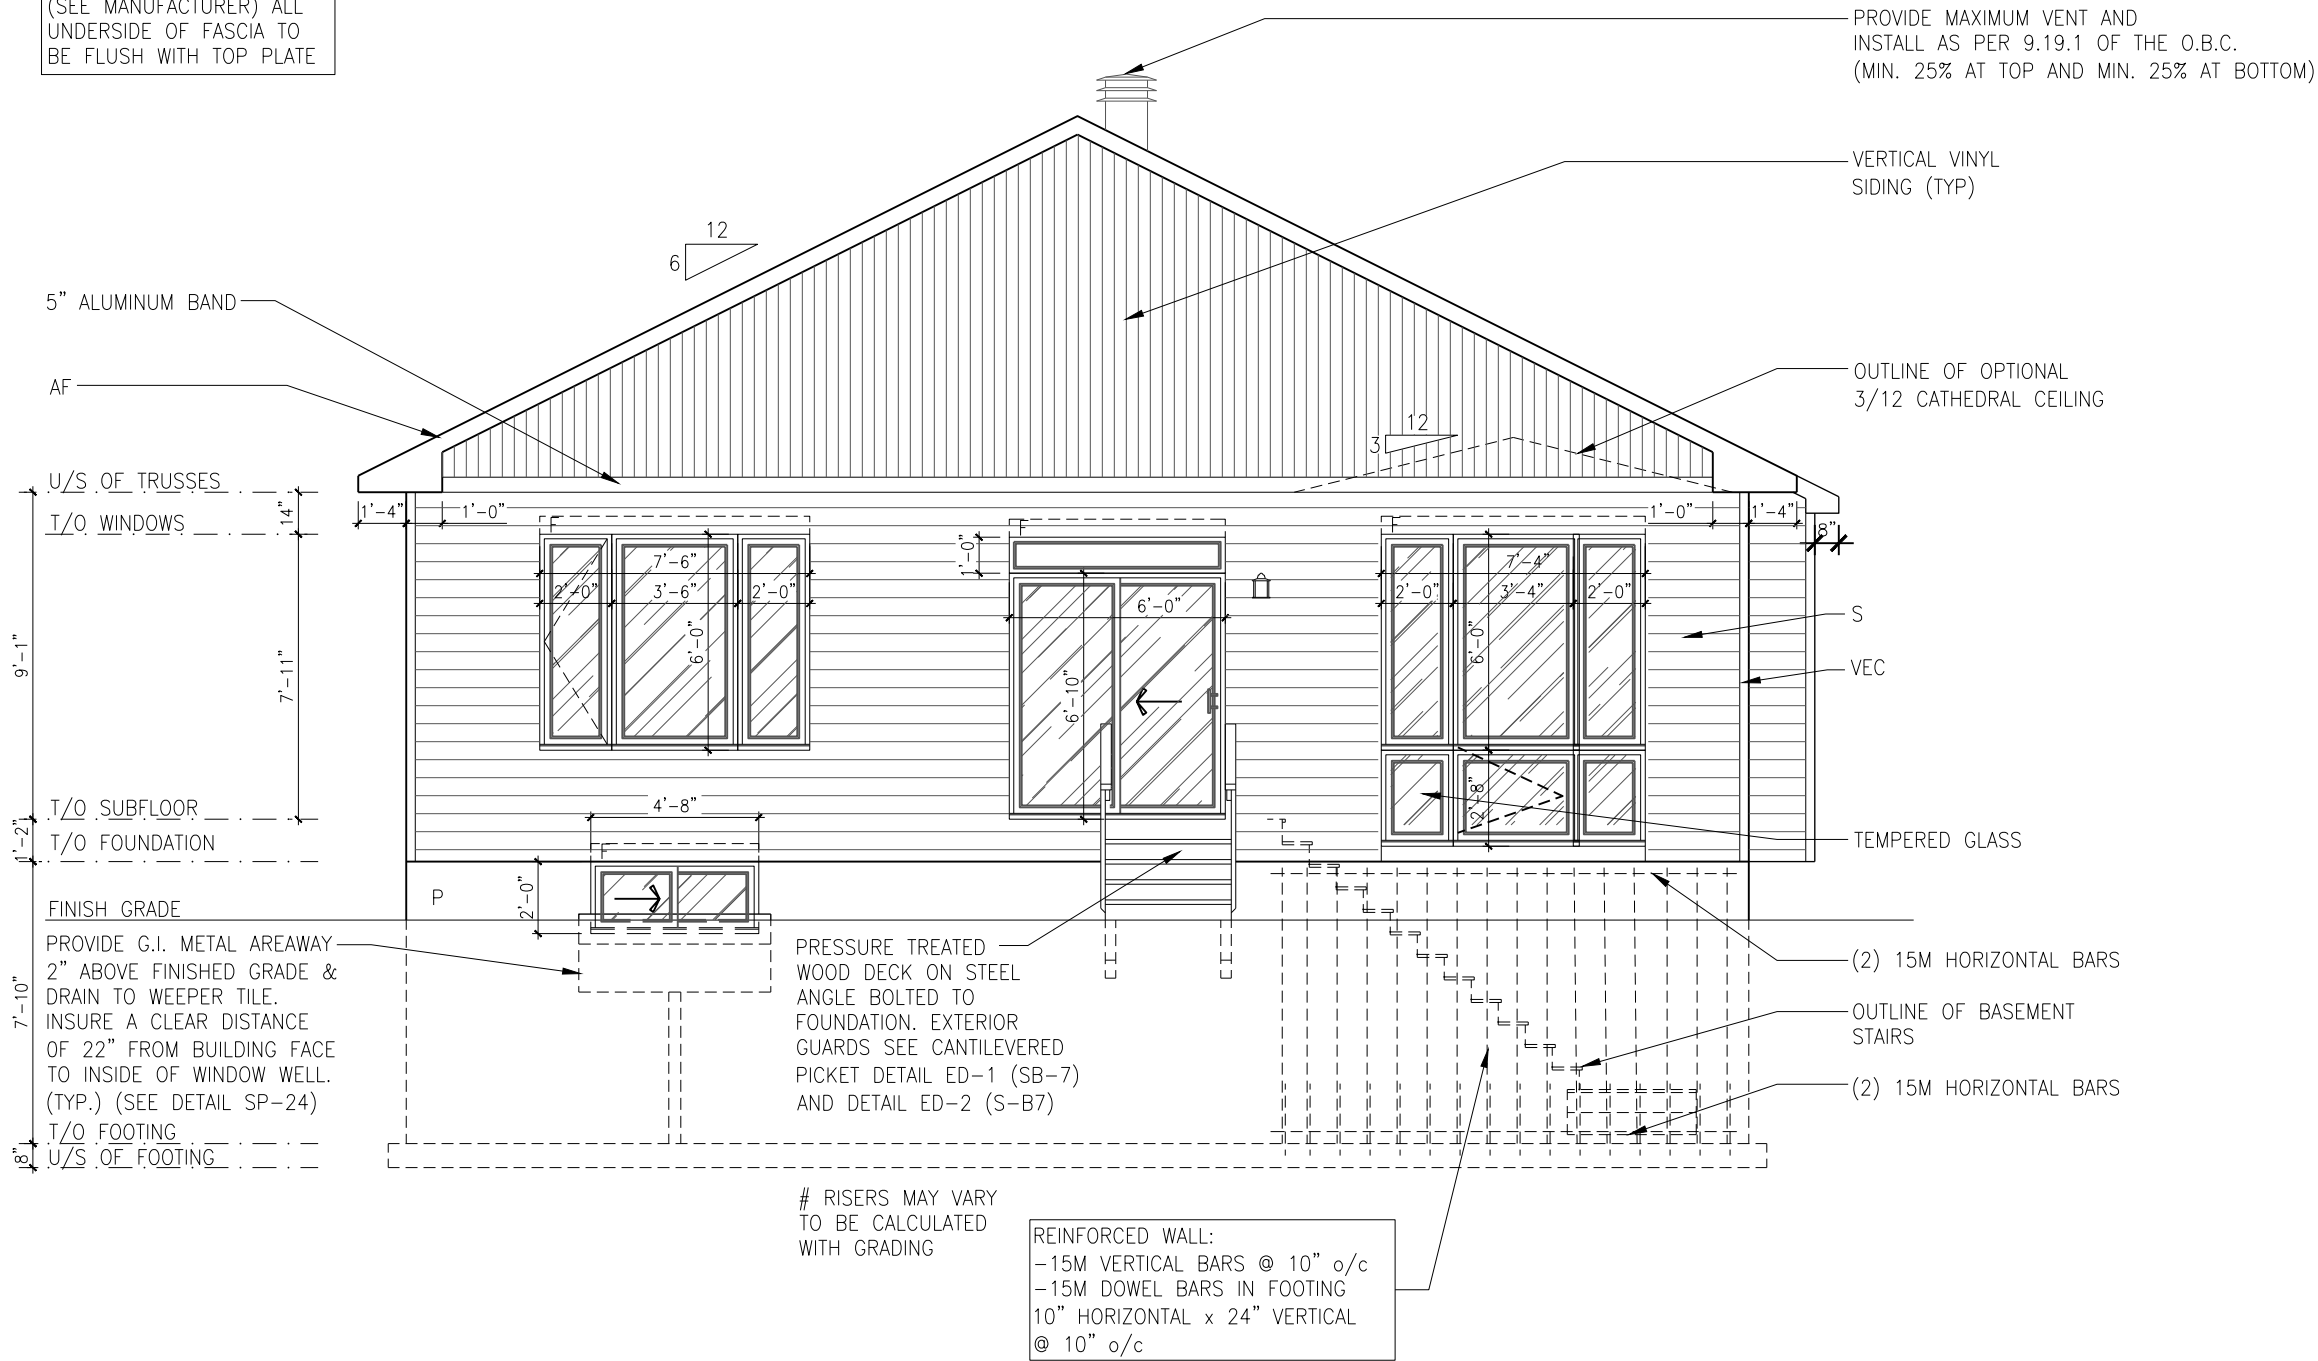 (SEE MANUFACTURER) ALL
UNDERSIDE OF FASCIA TO
BE FLUSH WITH TOP PLATE
PROVIDE MAXIMUM VENT AND
INSTALL AS PER 9.19.1 OF THE O.B.C.
(MIN. 25% AT TOP AND MIN. 25% AT BOTTOM)
VERTICAL VINYL
SIDING (TYP)
12
6
5" ALUMINUM BAND
AF
OUTLINE OF OPTIONAL
3/12 CATHEDRAL CEILING
12
3
U/S OF TRUSSES
T/O WINDOWS
14"
1'-4"
1'-0"
1'-0"
1'-4"
8"
F
F
F
1'-0"
7'-6"
2'-0"
3'-6"
2'-0"
6'-0"
6'-0"
6'-10"
7'-4"
2'-0"
3'-4"
2'-0"
6'-0"
2'-8"
S
VEC
9'-1"
7'-11"
T/O SUBFLOOR
1'-2"
T/O FOUNDATION
4'-8"
F
2'-0"
P
TEMPERED GLASS
FINISH GRADE
PROVIDE G.I. METAL AREAWAY
2" ABOVE FINISHED GRADE &
DRAIN TO WEEPER TILE.
INSURE A CLEAR DISTANCE
OF 22" FROM BUILDING FACE
TO INSIDE OF WINDOW WELL.
(TYP.) (SEE DETAIL SP-24)
7'-10"
T/O FOOTING
U/S OF FOOTING
8"
PRESSURE TREATED
WOOD DECK ON STEEL
ANGLE BOLTED TO
FOUNDATION. EXTERIOR
GUARDS SEE CANTILEVERED
PICKET DETAIL ED-1 (SB-7)
AND DETAIL ED-2 (S-B7)
(2) 15M HORIZONTAL BARS
OUTLINE OF BASEMENT
STAIRS
(2) 15M HORIZONTAL BARS
# RISERS MAY VARY
TO BE CALCULATED
WITH GRADING
REINFORCED WALL:
-15M VERTICAL BARS @ 10" o/c
-15M DOWEL BARS IN FOOTING
10" HORIZONTAL x 24" VERTICAL
@ 10" o/c